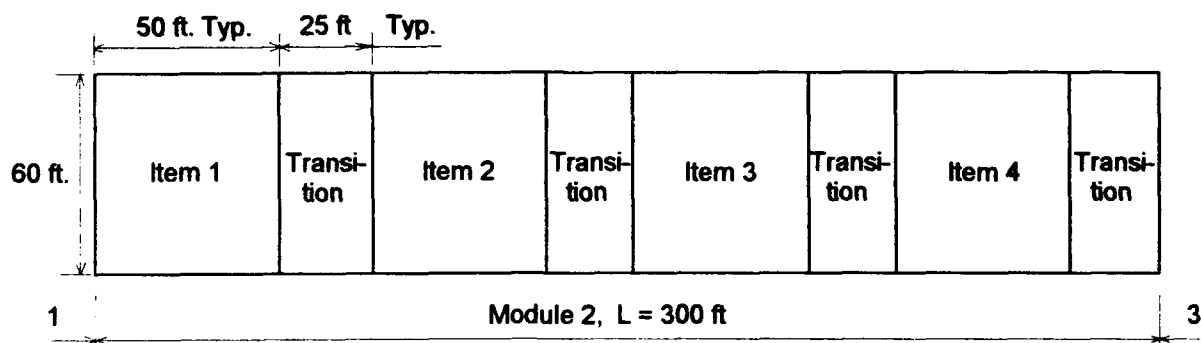 50 ft. Typ. 25 ft Typ.
60 ft.
Item 1
Transi-
tion
Item 2
Transi-
tion
Item 3
Transi-
tion
Item 4
Transi-
tion
1 Module 2, L = 300 ft 3